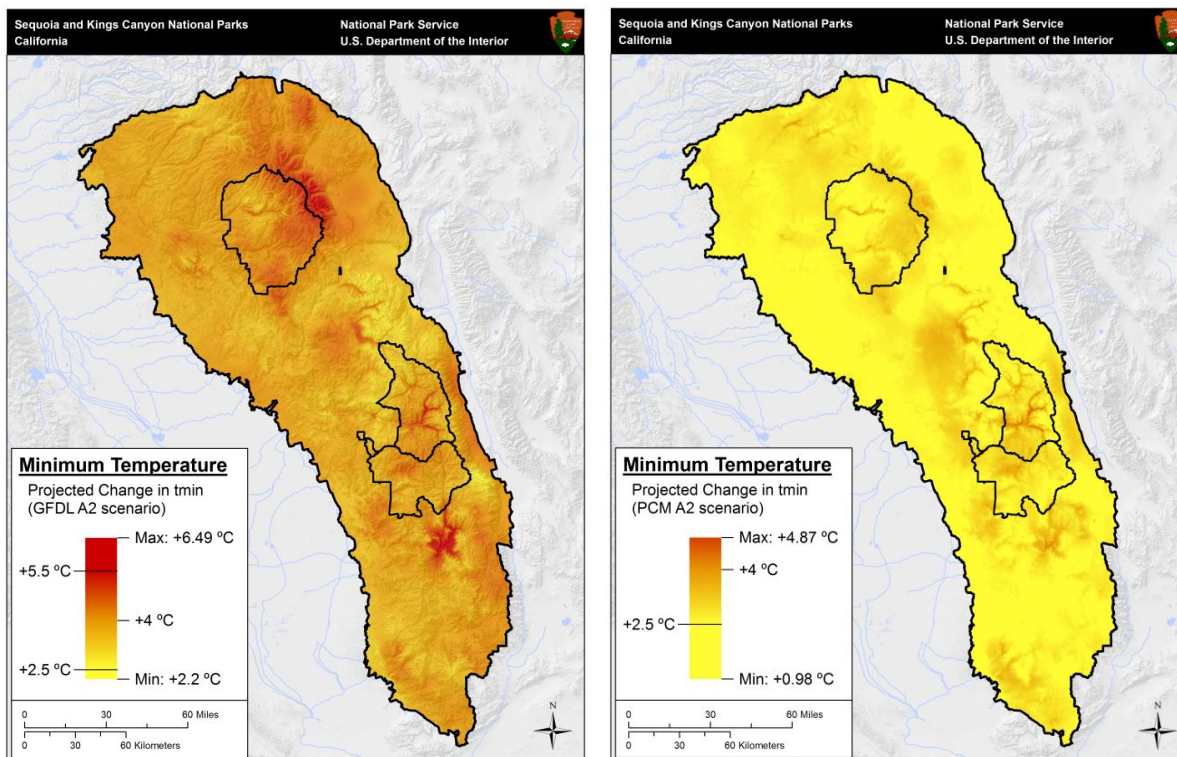 Sequoia and Kings Canyon National Parks
California
National Park Service
U.S. Department of the Interior
Minimum Temperature
Projected Change in tmin
(GFDL A2 scenario)
Max: +6.49 ºC
+5.5 ºC
+4 ºC
+2.5 ºC
Min: +2.2 ºC
0 30 60 Miles
0 30 60 Kilometers
N
Sequoia and Kings Canyon National Parks
California
National Park Service
U.S. Department of the Interior
Minimum Temperature
Projected Change in tmin
(PCM A2 scenario)
Max: +4.87 ºC
+4 ºC
+2.5 ºC
Min: +0.98 ºC
0 30 60 Miles
0 30 60 Kilometers
N